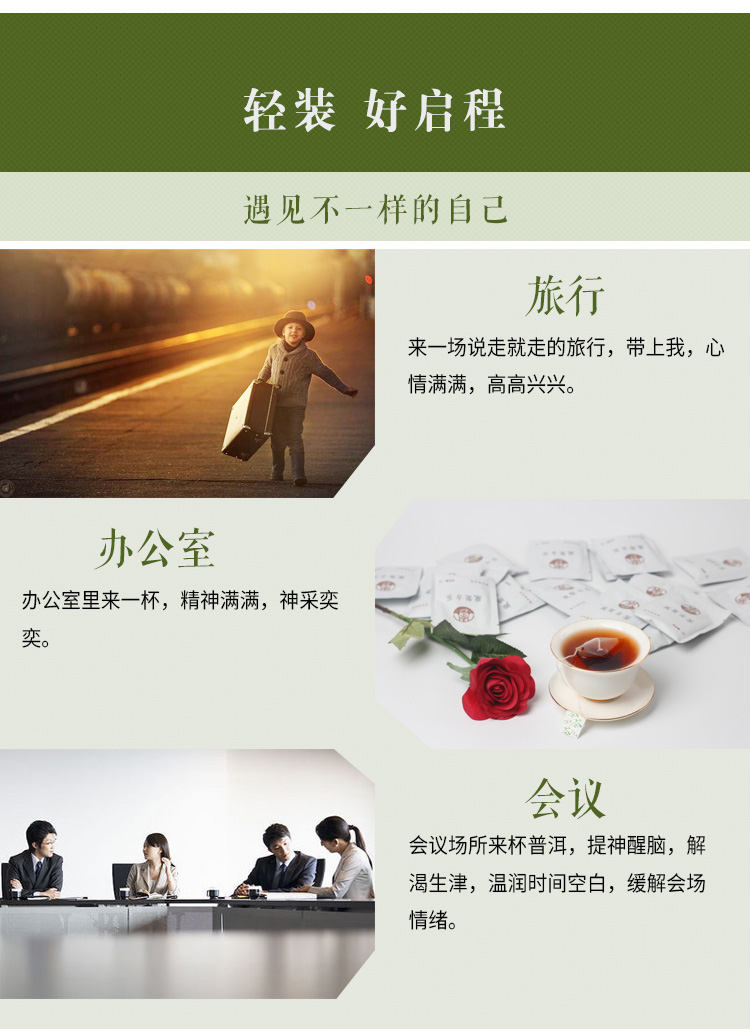 轻装 好启程
遇见不一样的自己
旅行
来一场说走就走的旅行，带上我，心
情满满，高高兴兴。
办公室
办公室里来一杯，精神满满，神采奕
奕。
会议
会议场所来杯普洱，提神醒脑，解
渴生津，温润时间空白，缓解会场
情绪。